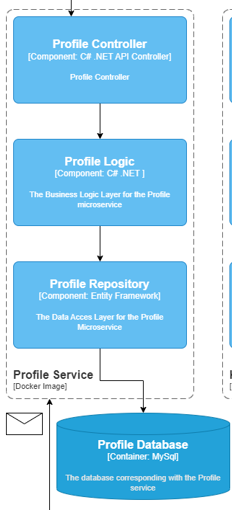 Profile Controller
[Component: C# .NET API Controller]
Profile Controller
Profile Logic
[Component: C# .NET ]
The Business Logic Layer for the Profile
microservice
Profile Repository
[Component: Entity Framework]
The Data Acces Layer for the Profile
Microservice
Profile Service
[Docker Image]
Profile Database
[Container: MySql]
The database corresponding with the Profile
service